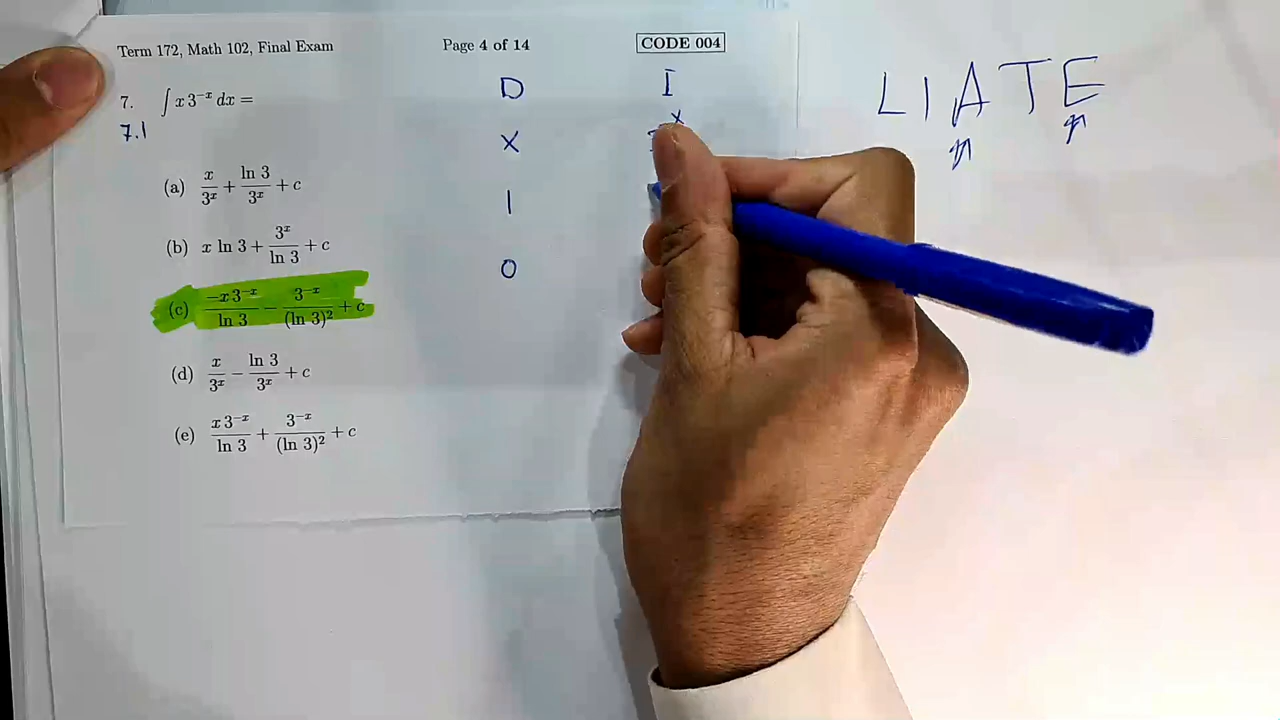 Term 172, Math 102, Final Exam Page 4 of 14 CODE 004
7. ∫ x 3^{-x} dx =
7.1
(a) x/3^x + ln 3/3^x + c
(b) x ln 3 + 3^x/ln 3 + c
(c) -x 3^{-x}/ln 3 - 3^{-x}/(ln 3)^2 + c
(d) x/3^x - ln 3/3^x + c
(e) x 3^{-x}/ln 3 + 3^{-x}/(ln 3)^2 + c
D I
X
1
0
LIATE